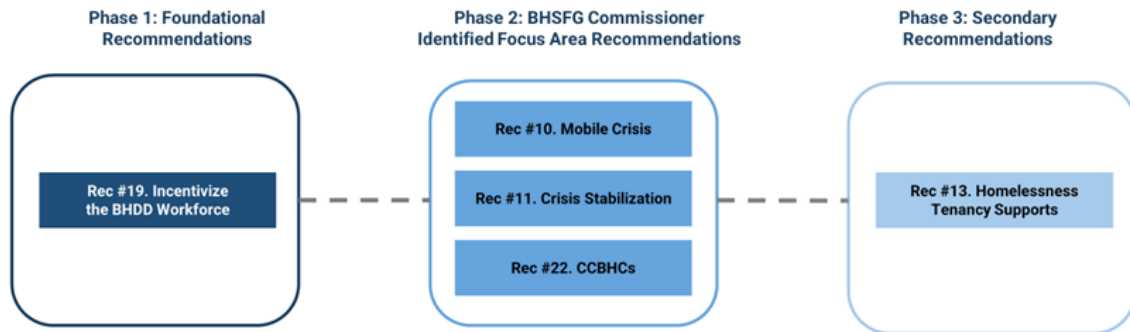 Phase 1: Foundational
Recommendations
Rec #19. Incentivize
the BHDD Workforce
Phase 2: BHSFG Commissioner
Identified Focus Area Recommendations
Rec #10. Mobile Crisis
Rec #11. Crisis Stabilization
Rec #22. CCBHCs
Phase 3: Secondary
Recommendations
Rec #13. Homelessness
Tenancy Supports